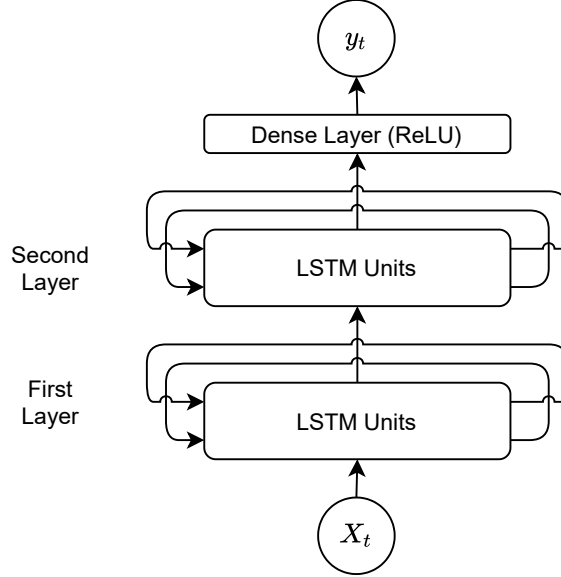 y_t
Dense Layer (ReLU)
Second
Layer
LSTM Units
First
Layer
LSTM Units
X_t